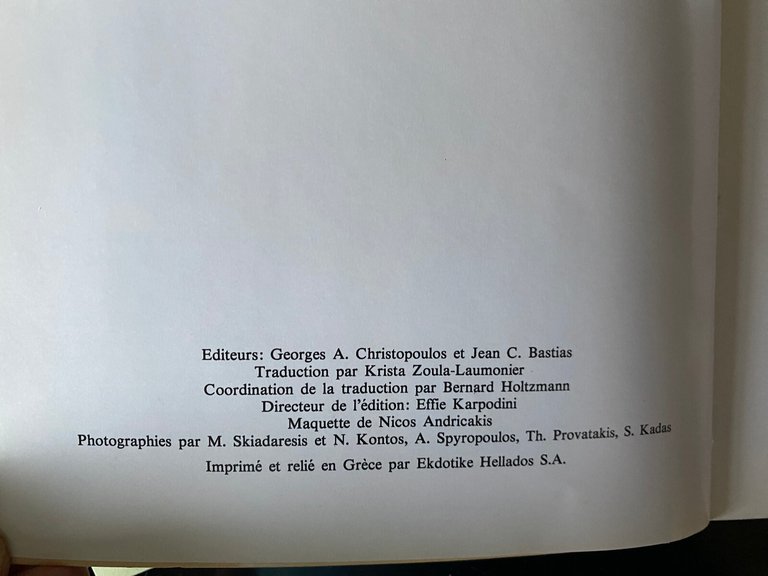 Editeurs: Georges A. Christopoulos et Jean C. Bastias
Traduction par Krista Zoula-Laumonier
Coordination de la traduction par Bernard Holtzmann
Directeur de l'édition: Effie Karpodini
Maquette de Nicos Andricakis
Photographies par M. Skiadaresis et N. Kontos, A. Spyropoulos, Th. Provatakis, S. Kadas
Imprimé et relié en Grèce par Ekdotike Hellados S.A.